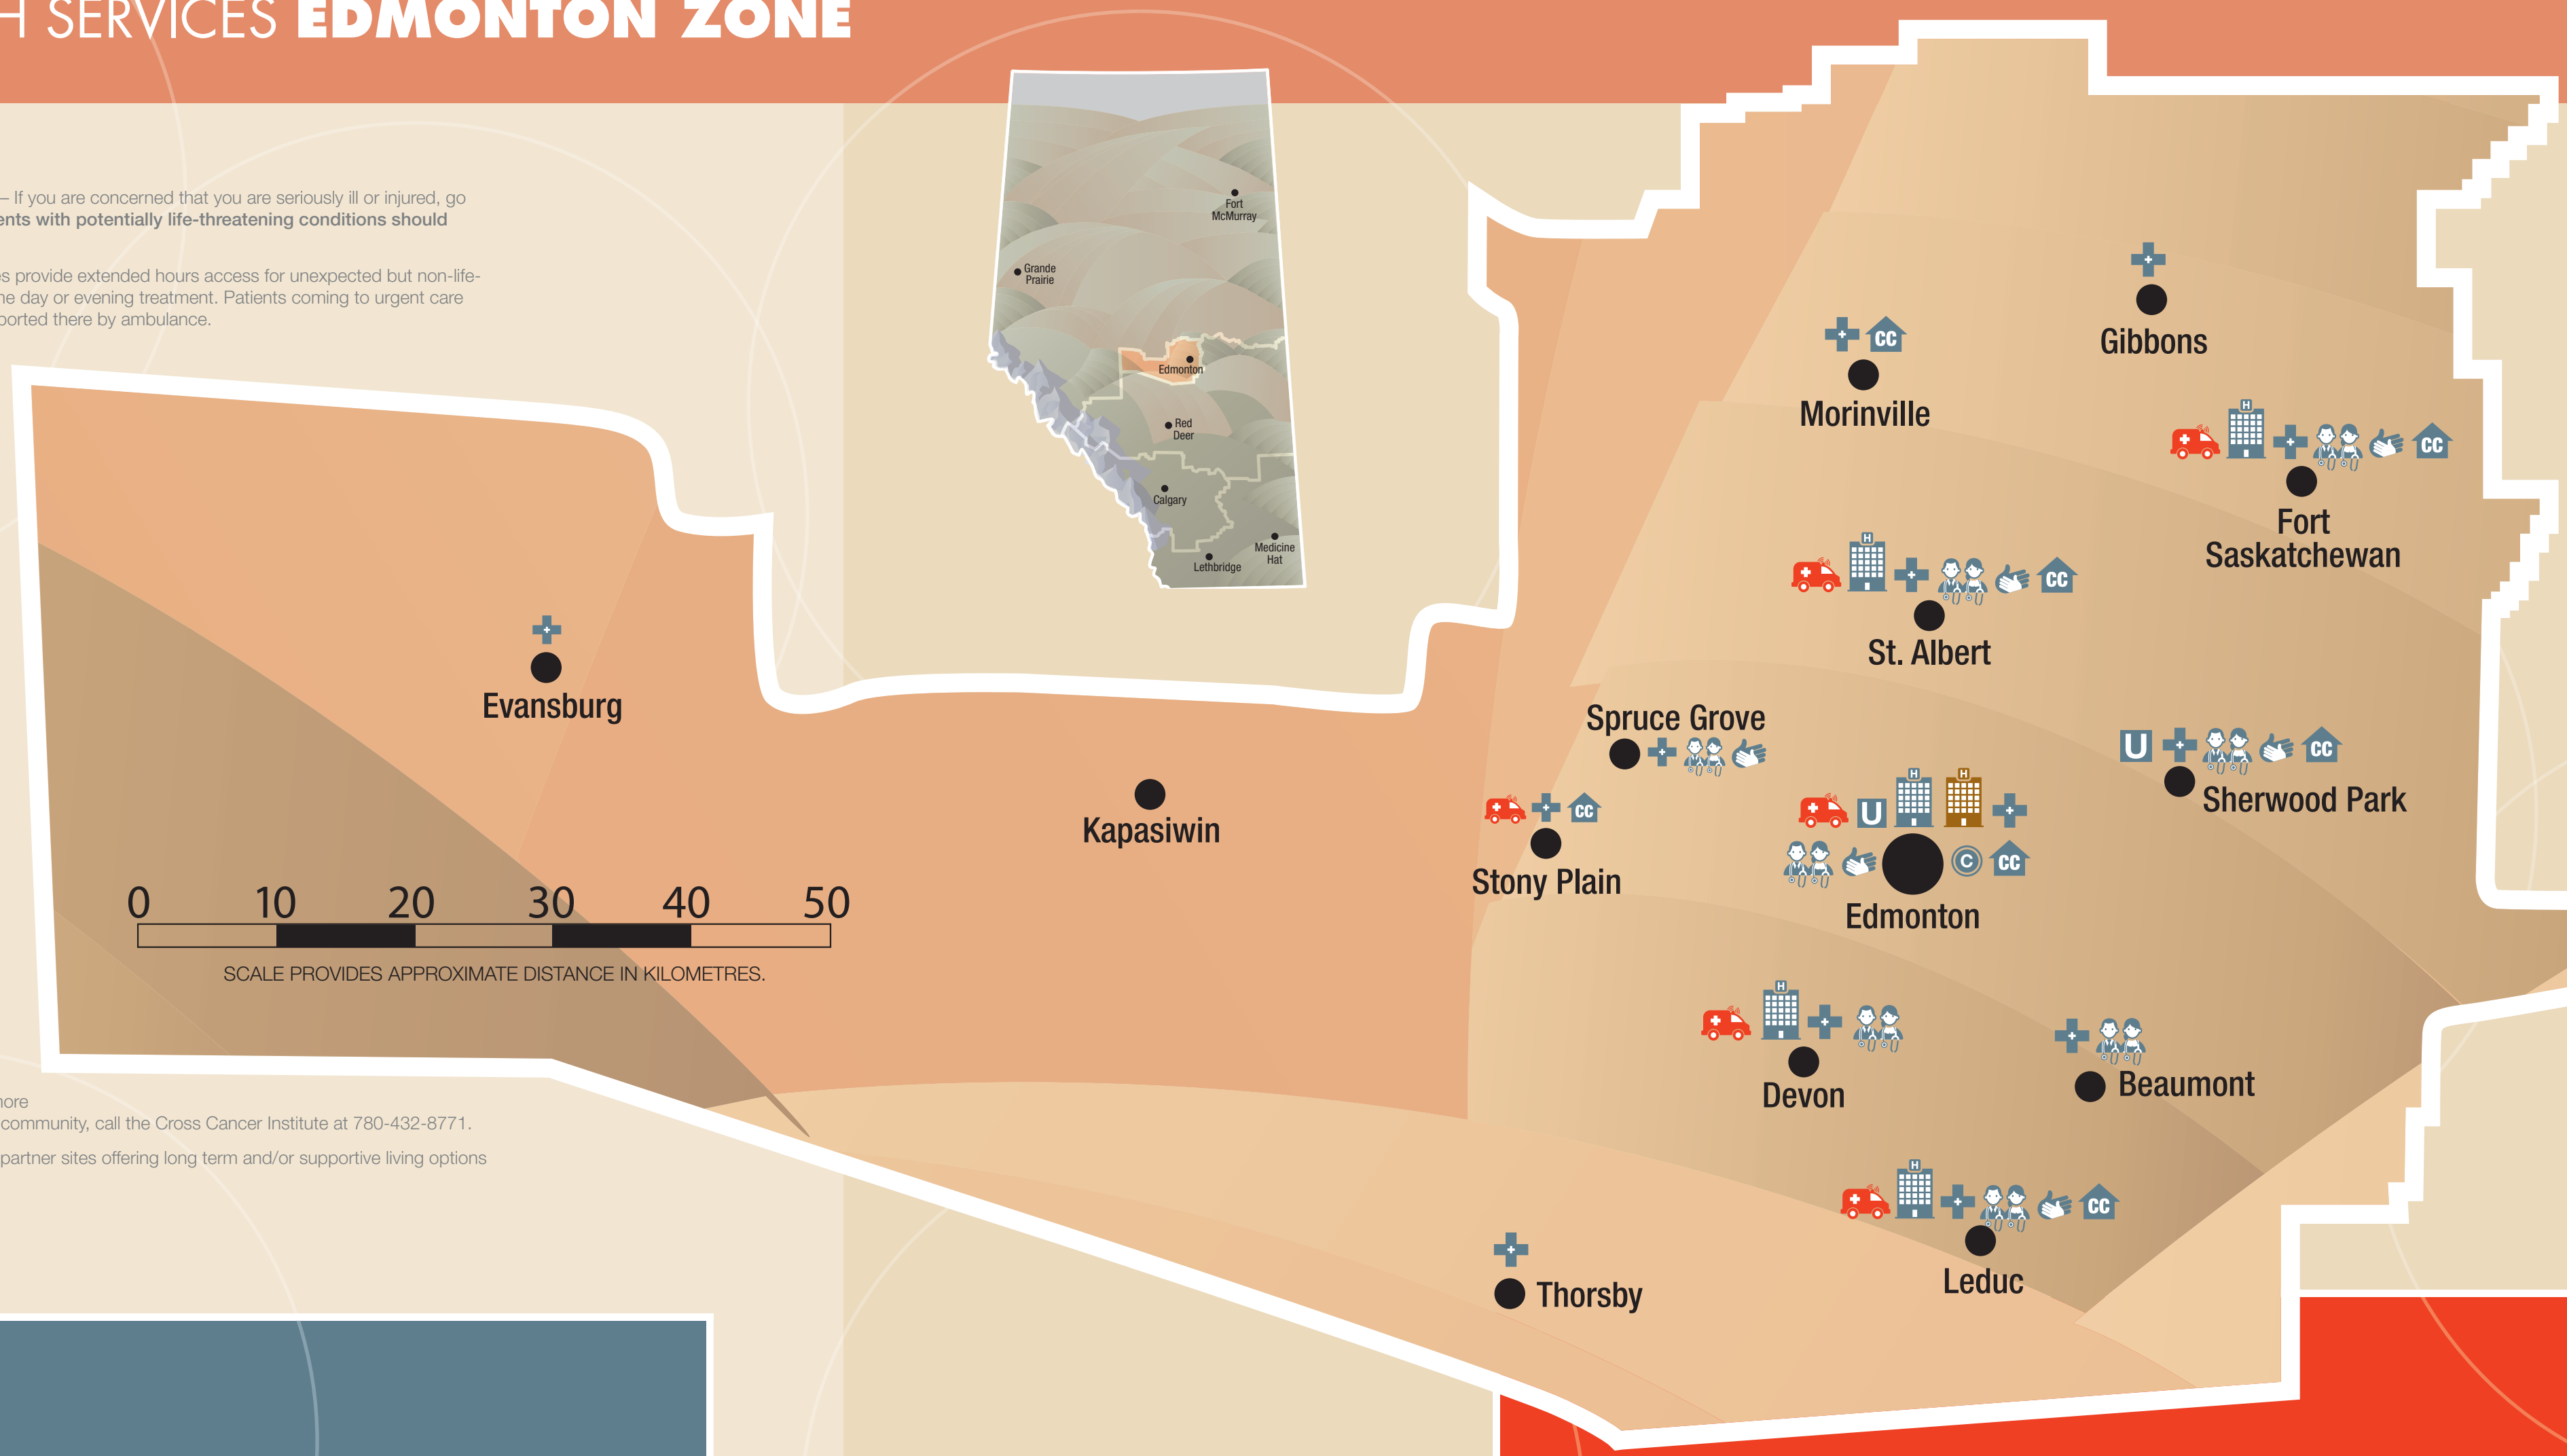 H SERVICES EDMONTON ZONE
– If you are concerned that you are seriously ill or injured, go
ents with potentially life-threatening conditions should
es provide extended hours access for unexpected but non-life-
ne day or evening treatment. Patients coming to urgent care
ported there by ambulance.
Fort
McMurray
Grande
Prairie
Edmonton
Red
Deer
Calgary
Medicine
Hat
Lethbridge
Gibbons
CC
Morinville
H
CC
Fort
Saskatchewan
H
CC
St. Albert
Evansburg
Spruce Grove
U CC
Sherwood Park
Kapasiwin
CC
Stony Plain
U H H
C CC
Edmonton
0 10 20 30 40 50
SCALE PROVIDES APPROXIMATE DISTANCE IN KILOMETRES.
H
Devon
Beaumont
more
community, call the Cross Cancer Institute at 780-432-8771.
partner sites offering long term and/or supportive living options
H
CC
Leduc
Thorsby